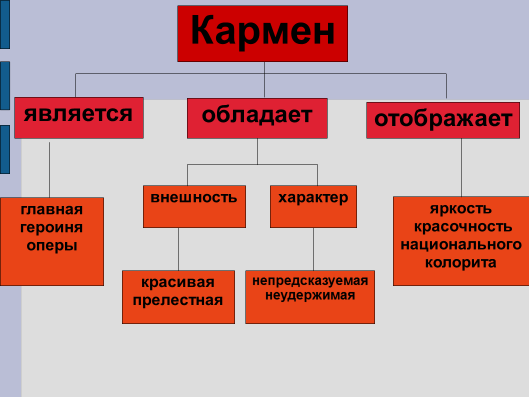 Кармен
является
обладает
отображает
внешность
характер
главная
героиня
оперы
яркость
красочность
национального
колорита
красивая
прелестная
непредсказуемая
неудержимая